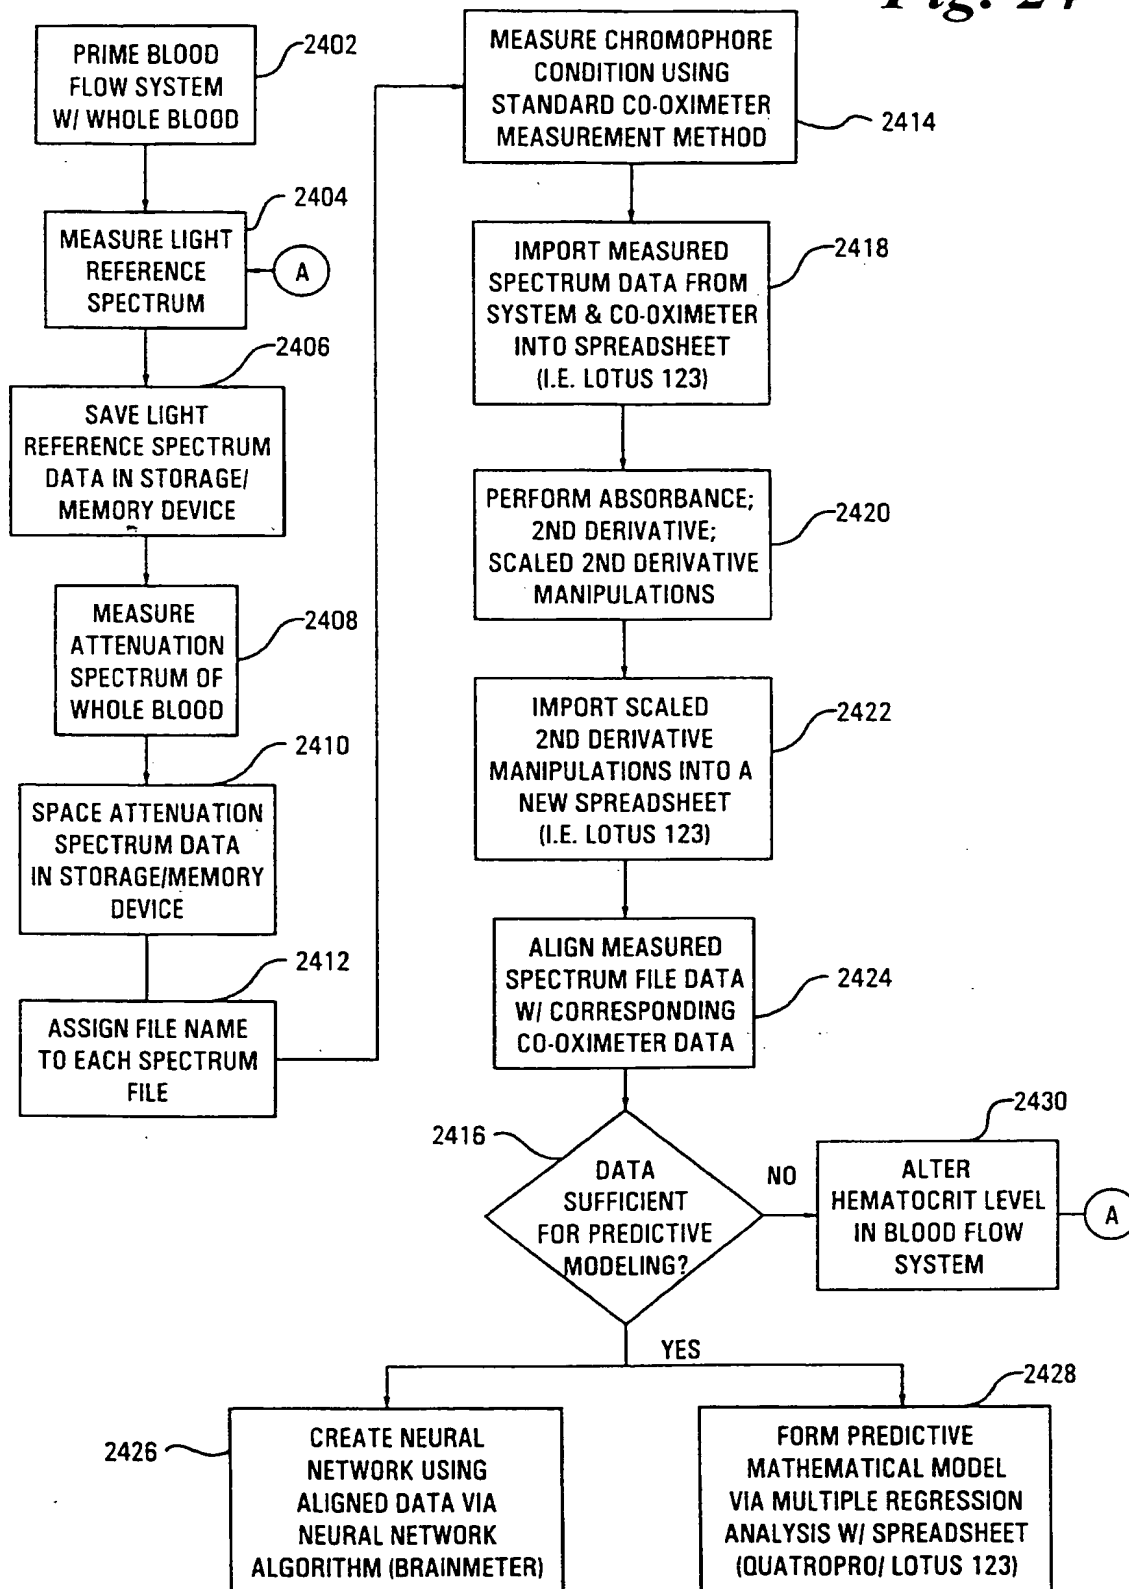 Fig. 24
PRIME BLOOD
FLOW SYSTEM
W/ WHOLE BLOOD
2402
MEASURE LIGHT
REFERENCE
SPECTRUM
2404
A
SAVE LIGHT
REFERENCE SPECTRUM
DATA IN STORAGE/
MEMORY DEVICE
2406
MEASURE
ATTENUATION
SPECTRUM OF
WHOLE BLOOD
2408
SPACE ATTENUATION
SPECTRUM DATA
IN STORAGE/MEMORY
DEVICE
2410
ASSIGN FILE NAME
TO EACH SPECTRUM
FILE
2412
MEASURE CHROMOPHORE
CONDITION USING
STANDARD CO-OXIMETER
MEASUREMENT METHOD
2414
IMPORT MEASURED
SPECTRUM DATA FROM
SYSTEM & CO-OXIMETER
INTO SPREADSHEET
(I.E. LOTUS 123)
2418
PERFORM ABSORBANCE;
2ND DERIVATIVE;
SCALED 2ND DERIVATIVE
MANIPULATIONS
2420
IMPORT SCALED
2ND DERIVATIVE
MANIPULATIONS INTO A
NEW SPREADSHEET
(I.E. LOTUS 123)
2422
ALIGN MEASURED
SPECTRUM FILE DATA
W/ CORRESPONDING
CO-OXIMETER DATA
2424
2416
DATA
SUFFICIENT
FOR PREDICTIVE
MODELING?
NO
2430
ALTER
HEMATOCRIT LEVEL
IN BLOOD FLOW
SYSTEM
A
YES
2426
CREATE NEURAL
NETWORK USING
ALIGNED DATA VIA
NEURAL NETWORK
ALGORITHM (BRAINMETER)
2428
FORM PREDICTIVE
MATHEMATICAL MODEL
VIA MULTIPLE REGRESSION
ANALYSIS W/ SPREADSHEET
(QUATROPRO/ LOTUS 123)